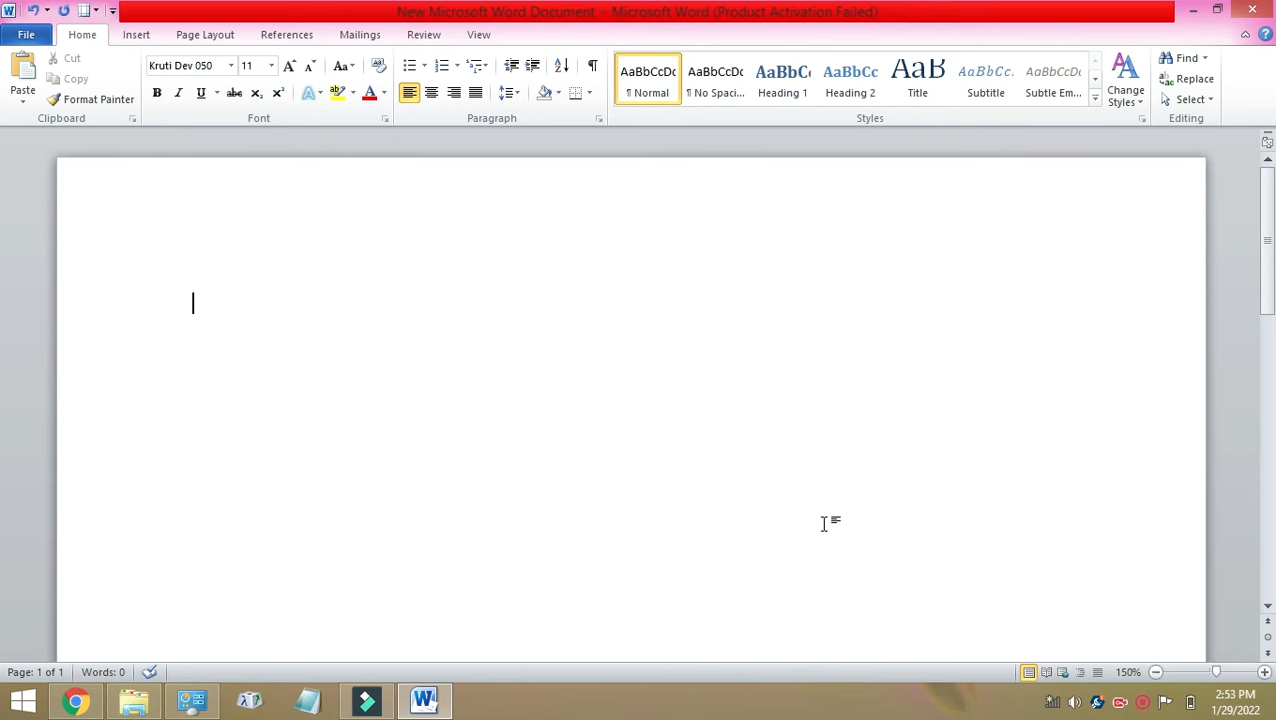 New Microsoft Word Document - Microsoft Word (Product Activation Failed)
File Home Insert Page Layout References Mailings Review View
Paste
Cut
Copy
Format Painter
Clipboard
Kruti Dev 050 11
Font
Paragraph
AaBbCcDc AaBbCcDc AaBbCc AaBbCc AaB AaBbCc. AaBbCcDc
¶ Normal ¶ No Spaci... Heading 1 Heading 2 Title Subtitle Subtle Em...
Change
Styles
Styles
Find
Replace
Select
Editing
Page: 1 of 1 Words: 0 150%
2:53 PM
1/29/2022